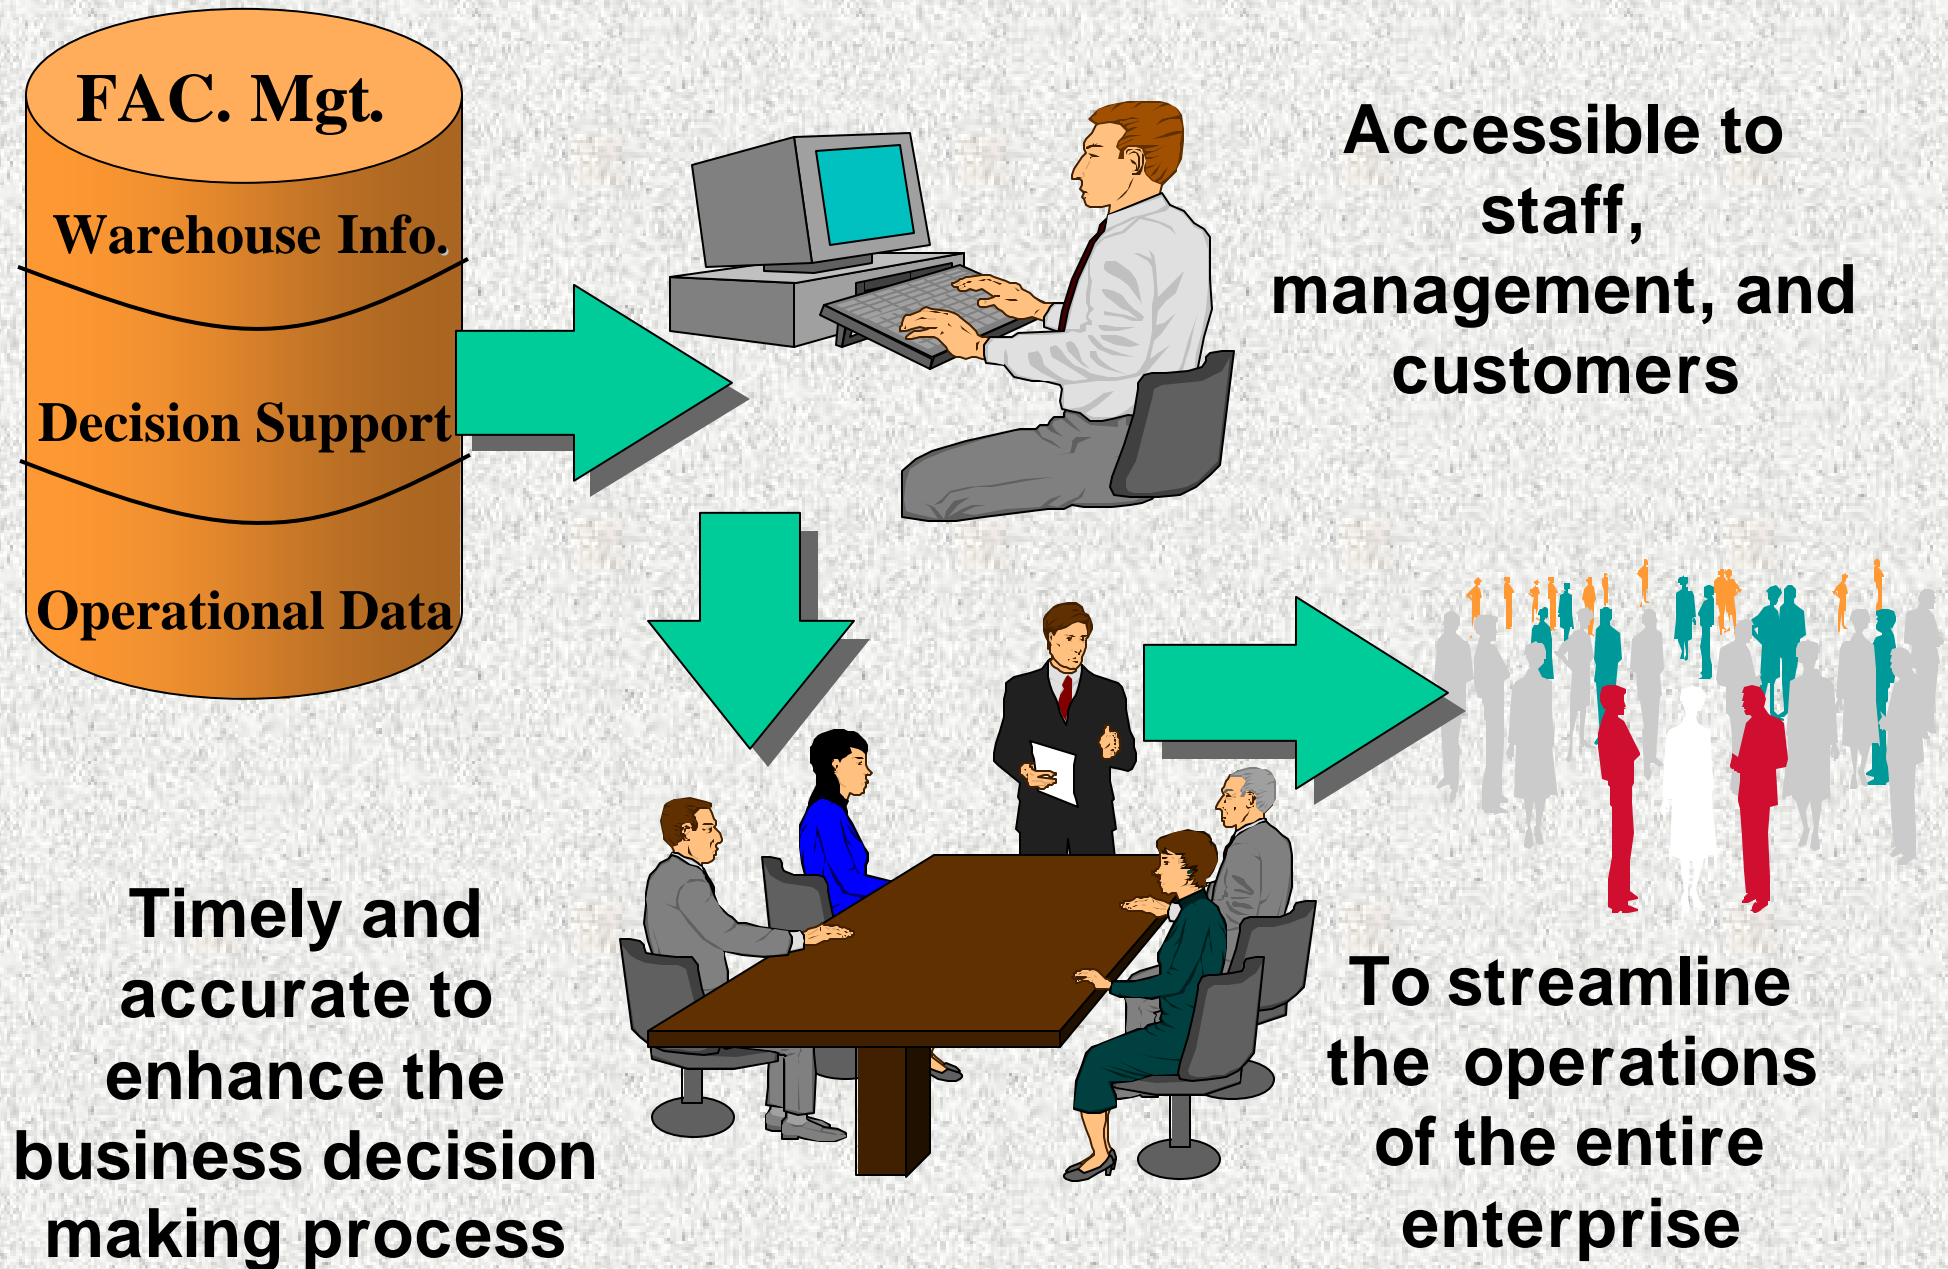 FAC. Mgt.
Warehouse Info.
Decision Support
Operational Data
Accessible to
staff,
management, and
customers
Timely and
accurate to
enhance the
business decision
making process
To streamline
the operations
of the entire
enterprise